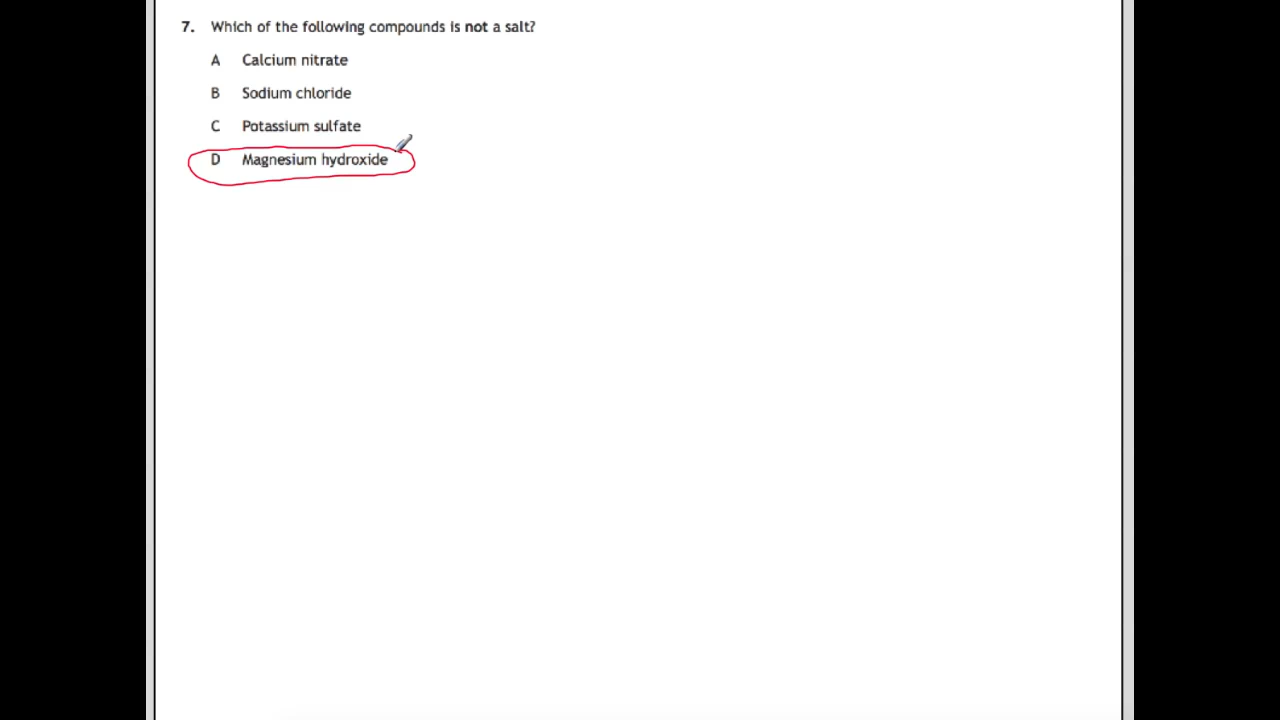 7. Which of the following compounds is not a salt?
A Calcium nitrate
B Sodium chloride
C Potassium sulfate
D Magnesium hydroxide